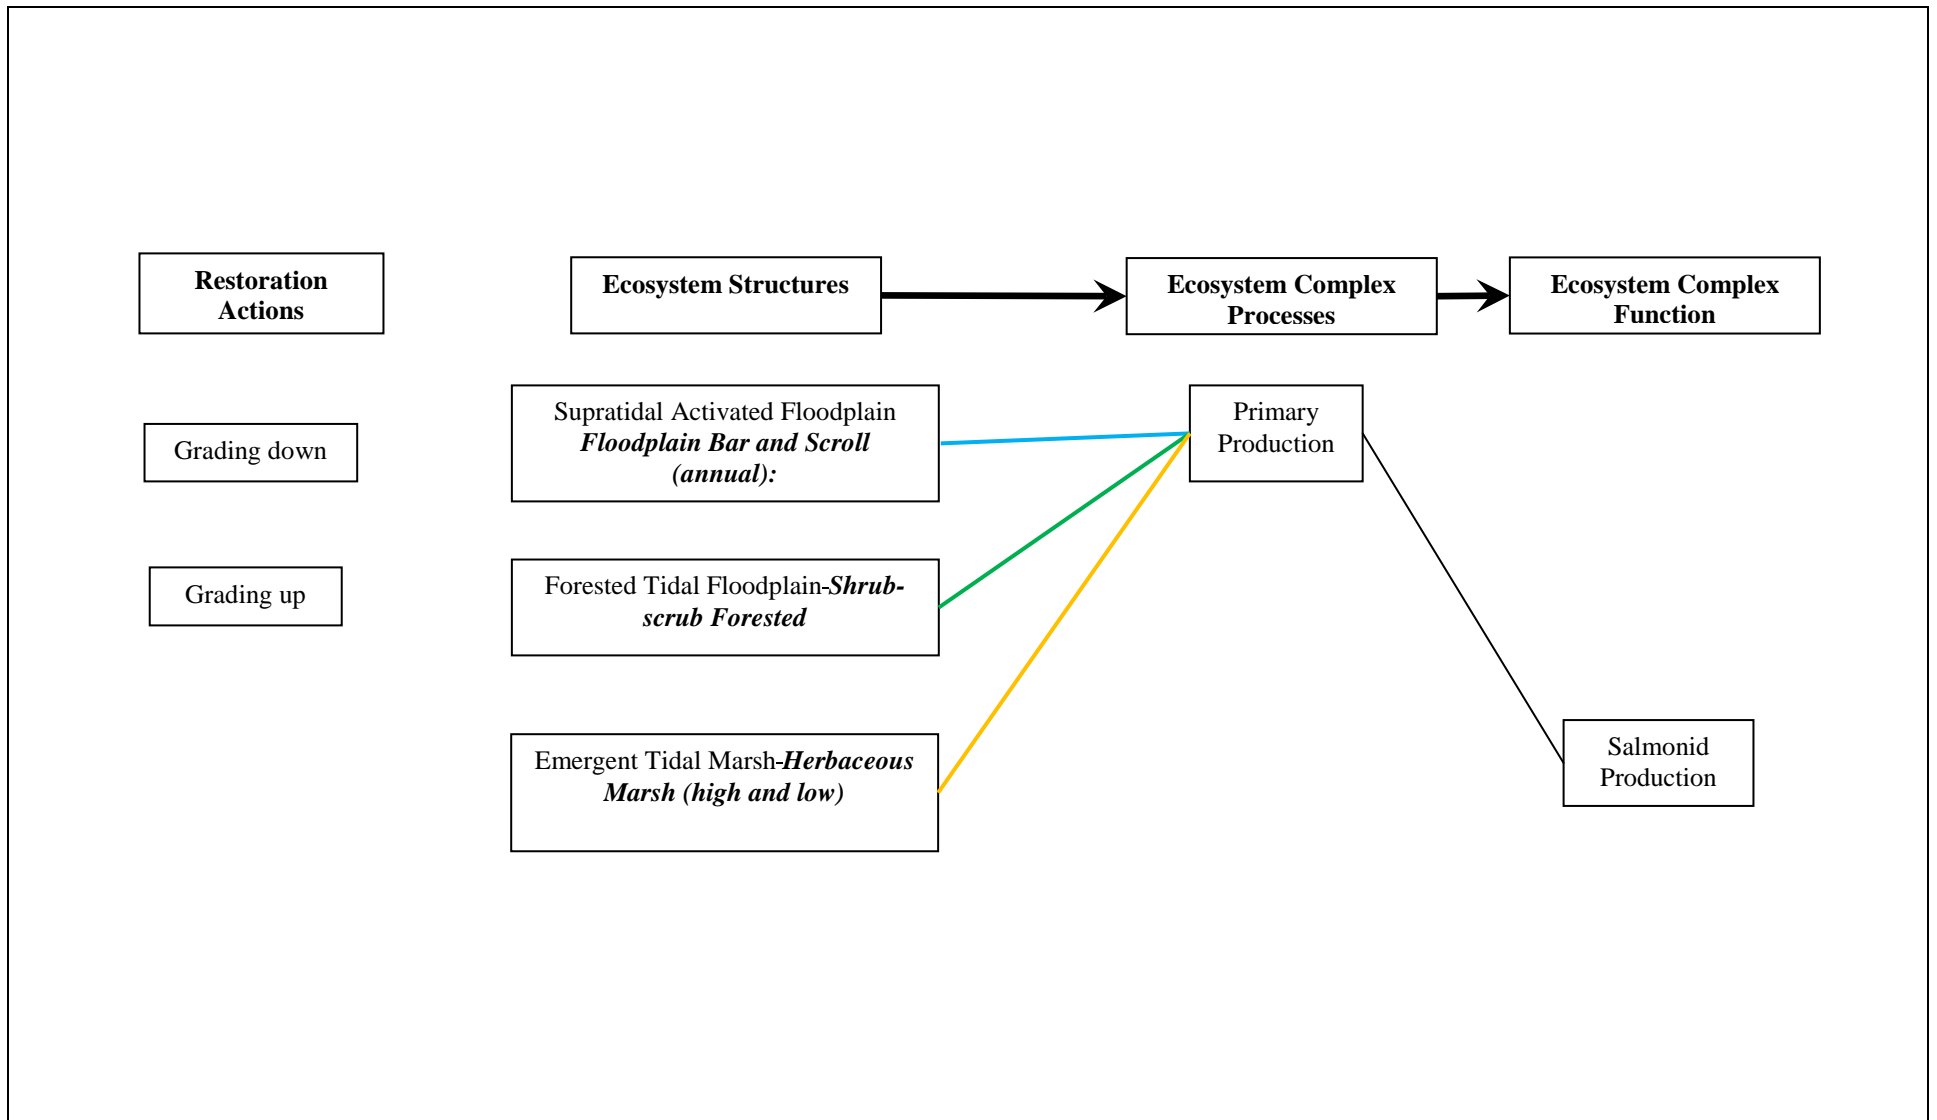 Restoration
Actions
Ecosystem Structures
Ecosystem Complex
Processes
Ecosystem Complex
Function
Grading down
Grading up
Supratidal Activated Floodplain
Floodplain Bar and Scroll
(annual):
Forested Tidal Floodplain-Shrub-
scrub Forested
Emergent Tidal Marsh-Herbaceous
Marsh (high and low)
Primary
Production
Salmonid
Production